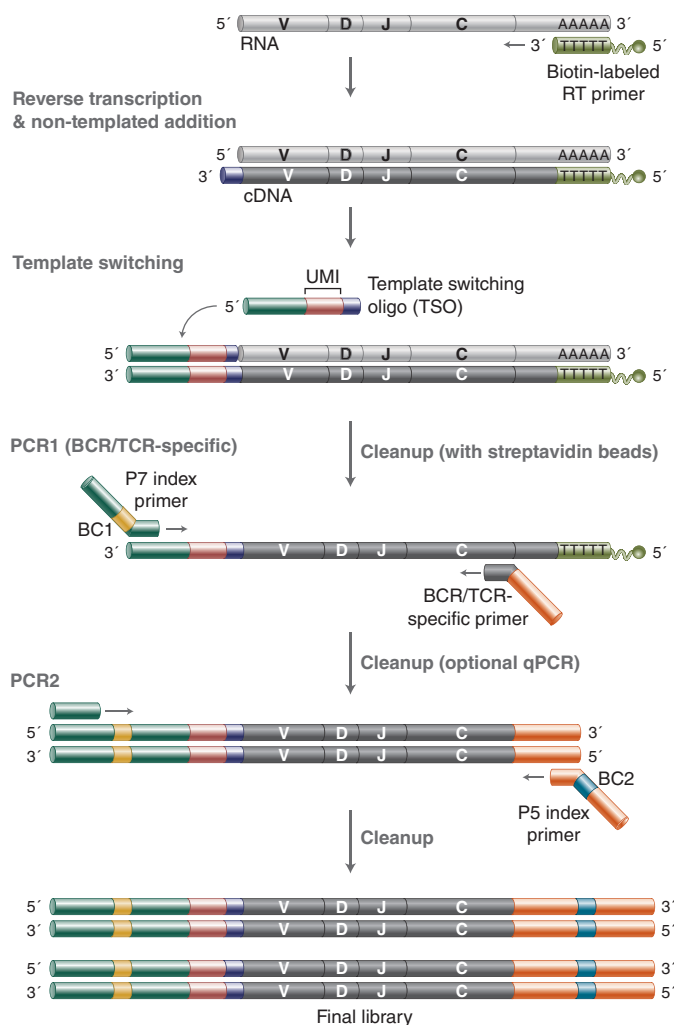 5´ V D J C AAAAA 3´
RNA
3´ TTTTT 5´
Biotin-labeled
RT primer
Reverse transcription
& non-templated addition
5´ V D J C AAAAA 3´
3´ V D J C TTTTT 5´
cDNA
Template switching
UMI
5´
Template switching
oligo (TSO)
5´ V D J C AAAAA 3´
3´ V D J C TTTTT 5´
PCR1 (BCR/TCR-specific)
Cleanup (with streptavidin beads)
P7 index
primer
BC1
3´ V D J C TTTTT 5´
BCR/TCR-
specific primer
Cleanup (optional qPCR)
PCR2
5´ V D J C 3´
3´ V D J C 5´
BC2
P5 index
primer
Cleanup
5´ V D J C 3´
3´ V D J C 5´
5´ V D J C 3´
3´ V D J C 5´
Final library